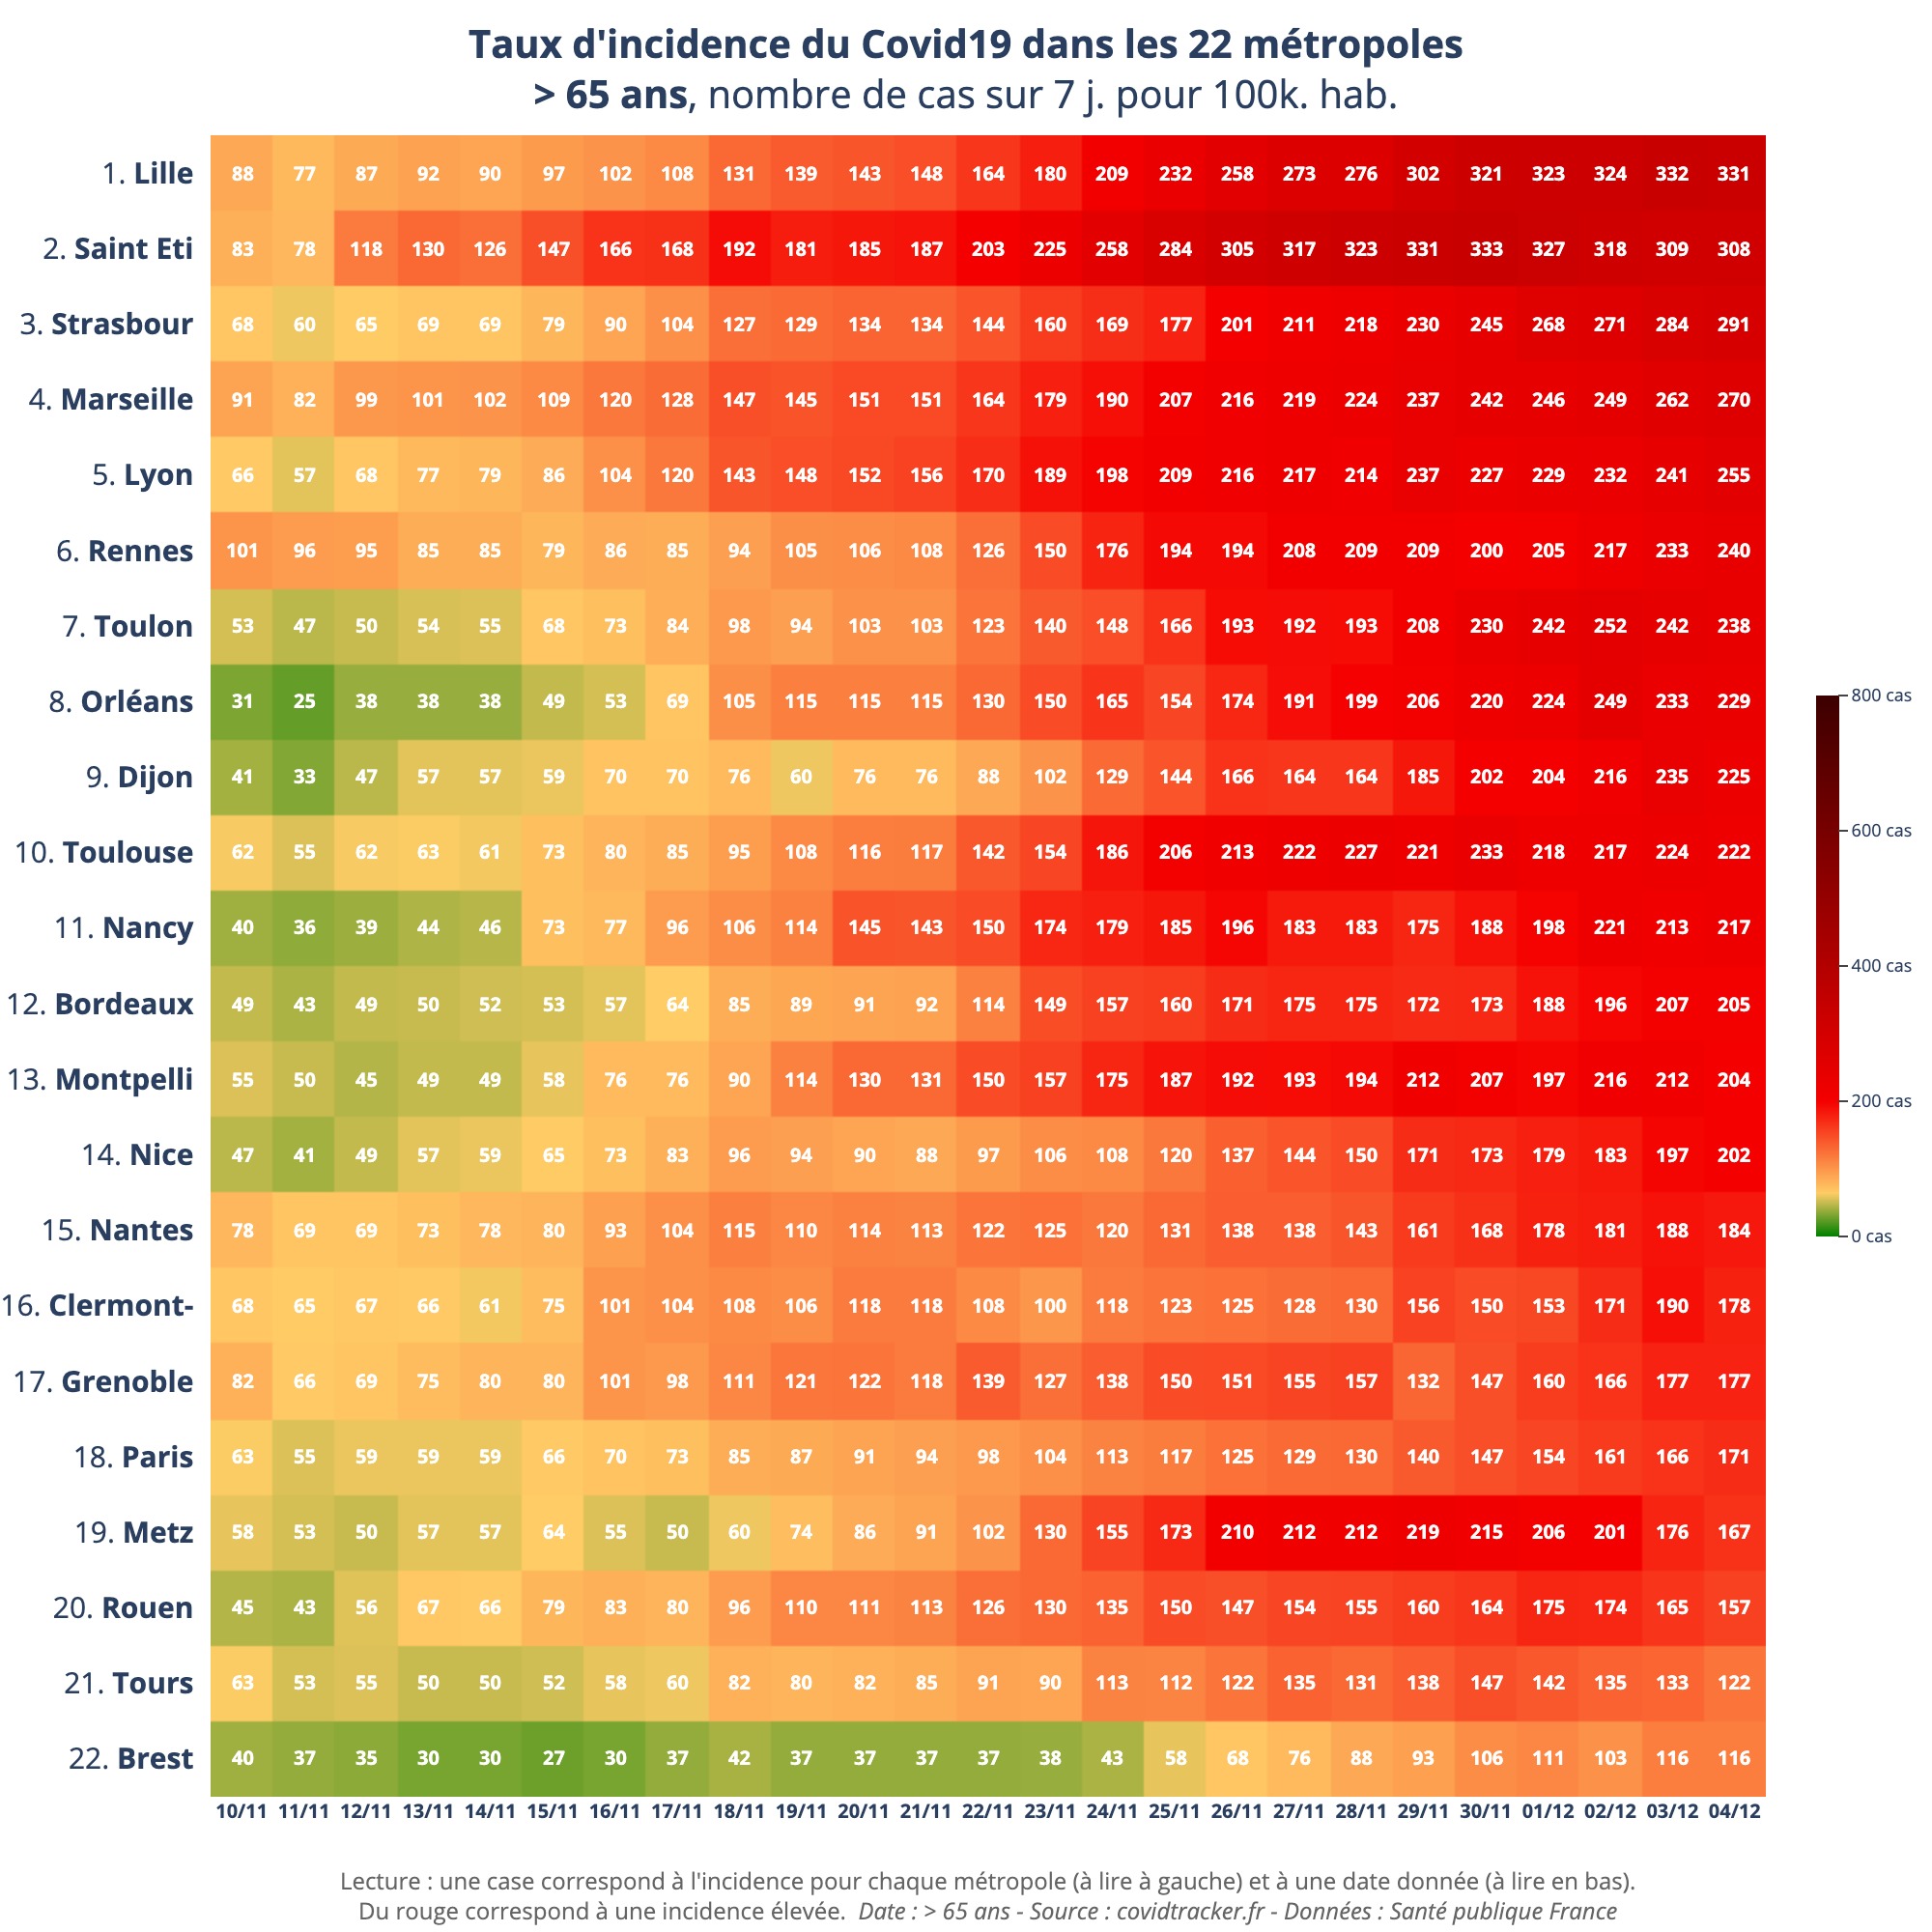 Taux d'incidence du Covid19 dans les 22 métropoles
> 65 ans, nombre de cas sur 7 j. pour 100k. hab.
1. Lille 88 77 87 92 90 97 102 108 131 139 143 148 164 180 209 232 258 273 276 302 321 323 324 332 331
2. Saint Eti 83 78 118 130 126 147 166 168 192 181 185 187 203 225 258 284 305 317 323 331 333 327 318 309 308
3. Strasbour 68 60 65 69 69 79 90 104 127 129 134 134 144 160 169 177 201 211 218 230 245 268 271 284 291
4. Marseille 91 82 99 101 102 109 120 128 147 145 151 151 164 179 190 207 216 219 224 237 242 246 249 262 270
5. Lyon 66 57 68 77 79 86 104 120 143 148 152 156 170 189 198 209 216 217 214 237 227 229 232 241 255
6. Rennes 101 96 95 85 85 79 86 85 94 105 106 108 126 150 176 194 194 208 209 209 200 205 217 233 240
7. Toulon 53 47 50 54 55 68 73 84 98 94 103 103 123 140 148 166 193 192 193 208 230 242 252 242 238
8. Orléans 31 25 38 38 38 49 53 69 105 115 115 115 130 150 165 154 174 191 199 206 220 224 249 233 229
800 cas
9. Dijon 41 33 47 57 57 59 70 70 76 60 76 76 88 102 129 144 166 164 164 185 202 204 216 235 225
600 cas
10. Toulouse 62 55 62 63 61 73 80 85 95 108 116 117 142 154 186 206 213 222 227 221 233 218 217 224 222
11. Nancy 40 36 39 44 46 73 77 96 106 114 145 143 150 174 179 185 196 183 183 175 188 198 221 213 217
400 cas
12. Bordeaux 49 43 49 50 52 53 57 64 85 89 91 92 114 149 157 160 171 175 175 172 173 188 196 207 205
13. Montpelli 55 50 45 49 49 58 76 76 90 114 130 131 150 157 175 187 192 193 194 212 207 197 216 212 204
200 cas
14. Nice 47 41 49 57 59 65 73 83 96 94 90 88 97 106 108 120 137 144 150 171 173 179 183 197 202
15. Nantes 78 69 69 73 78 80 93 104 115 110 114 113 122 125 120 131 138 138 143 161 168 178 181 188 184
0 cas
16. Clermont- 68 65 67 66 61 75 101 104 108 106 118 118 108 100 118 123 125 128 130 156 150 153 171 190 178
17. Grenoble 82 66 69 75 80 80 101 98 111 121 122 118 139 127 138 150 151 155 157 132 147 160 166 177 177
18. Paris 63 55 59 59 59 66 70 73 85 87 91 94 98 104 113 117 125 129 130 140 147 154 161 166 171
19. Metz 58 53 50 57 57 64 55 50 60 74 86 91 102 130 155 173 210 212 212 219 215 206 201 176 167
20. Rouen 45 43 56 67 66 79 83 80 96 110 111 113 126 130 135 150 147 154 155 160 164 175 174 165 157
21. Tours 63 53 55 50 50 52 58 60 82 80 82 85 91 90 113 112 122 135 131 138 147 142 135 133 122
22. Brest 40 37 35 30 30 27 30 37 42 37 37 37 37 38 43 58 68 76 88 93 106 111 103 116 116
10/11 11/11 12/11 13/11 14/11 15/11 16/11 17/11 18/11 19/11 20/11 21/11 22/11 23/11 24/11 25/11 26/11 27/11 28/11 29/11 30/11 01/12 02/12 03/12 04/12
Lecture : une case correspond à l'incidence pour chaque métropole (à lire à gauche) et à une date donnée (à lire en bas).
Du rouge correspond à une incidence élevée. Date : > 65 ans - Source : covidtracker.fr - Données : Santé publique France